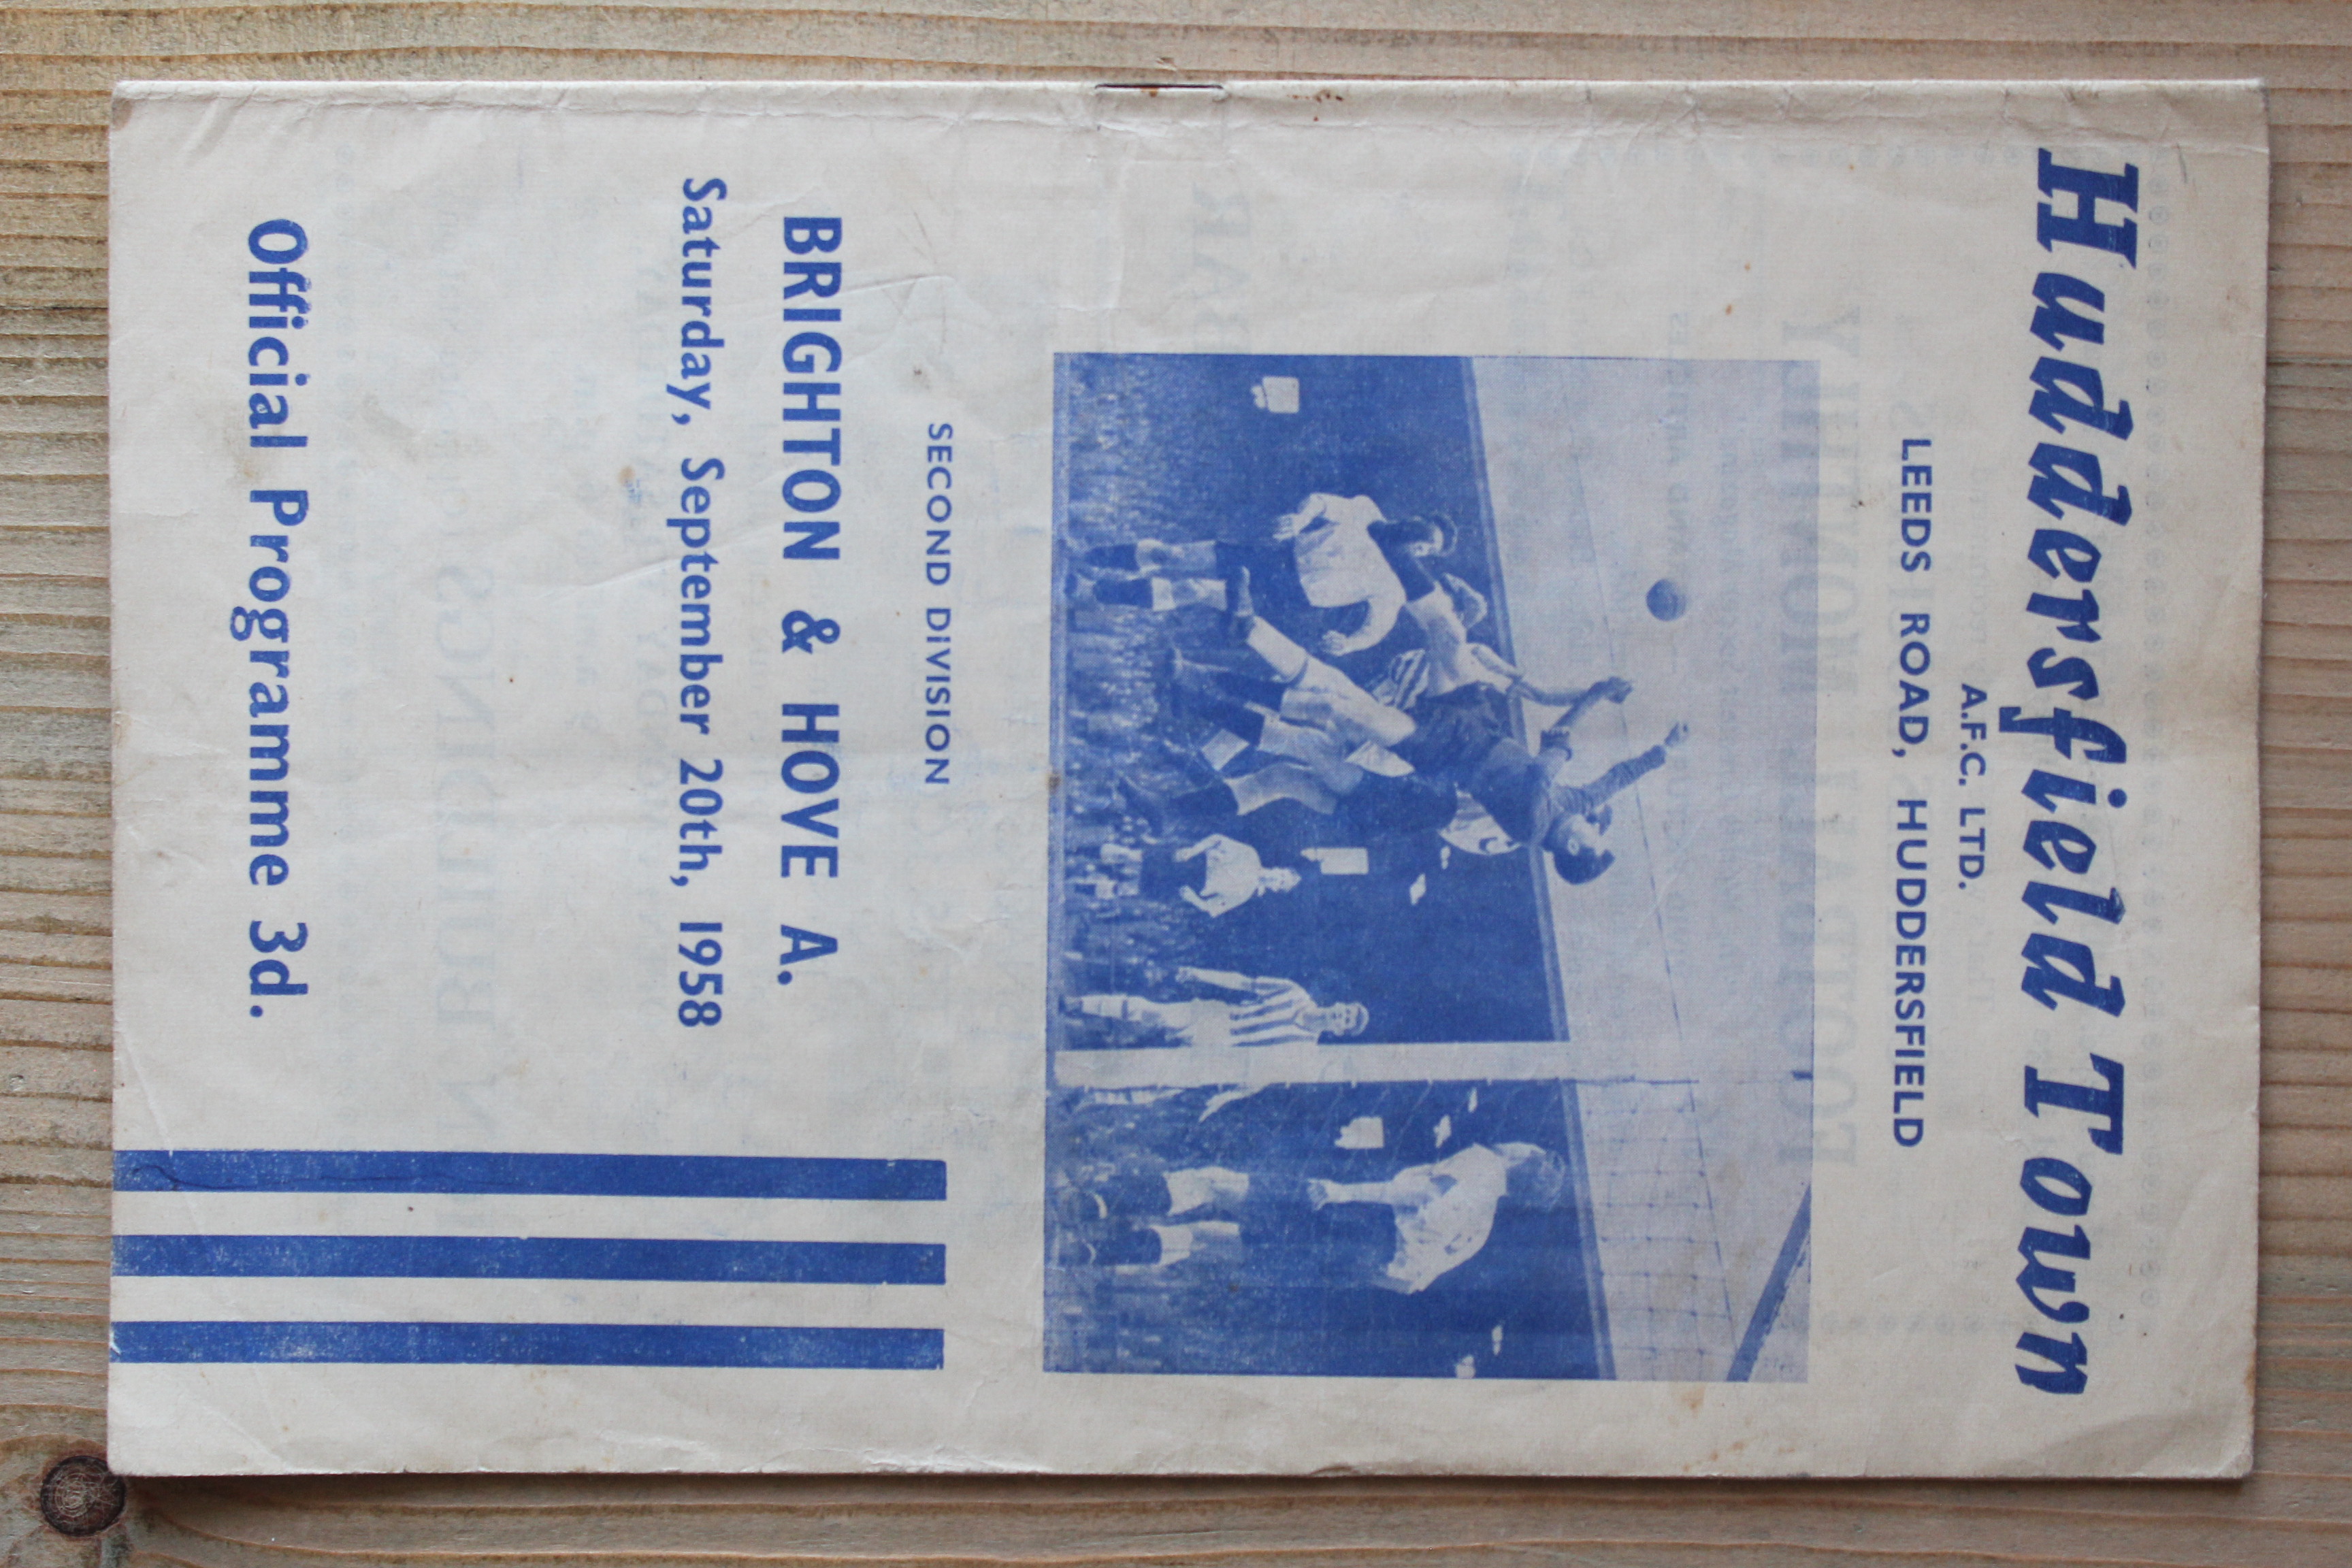 Huddersfield Town
A.F.C. LTD.
LEEDS ROAD, HUDDERSFIELD
SECOND DIVISION
BRIGHTON & HOVE A.
Saturday, September 20th, 1958
Official Programme 3d.